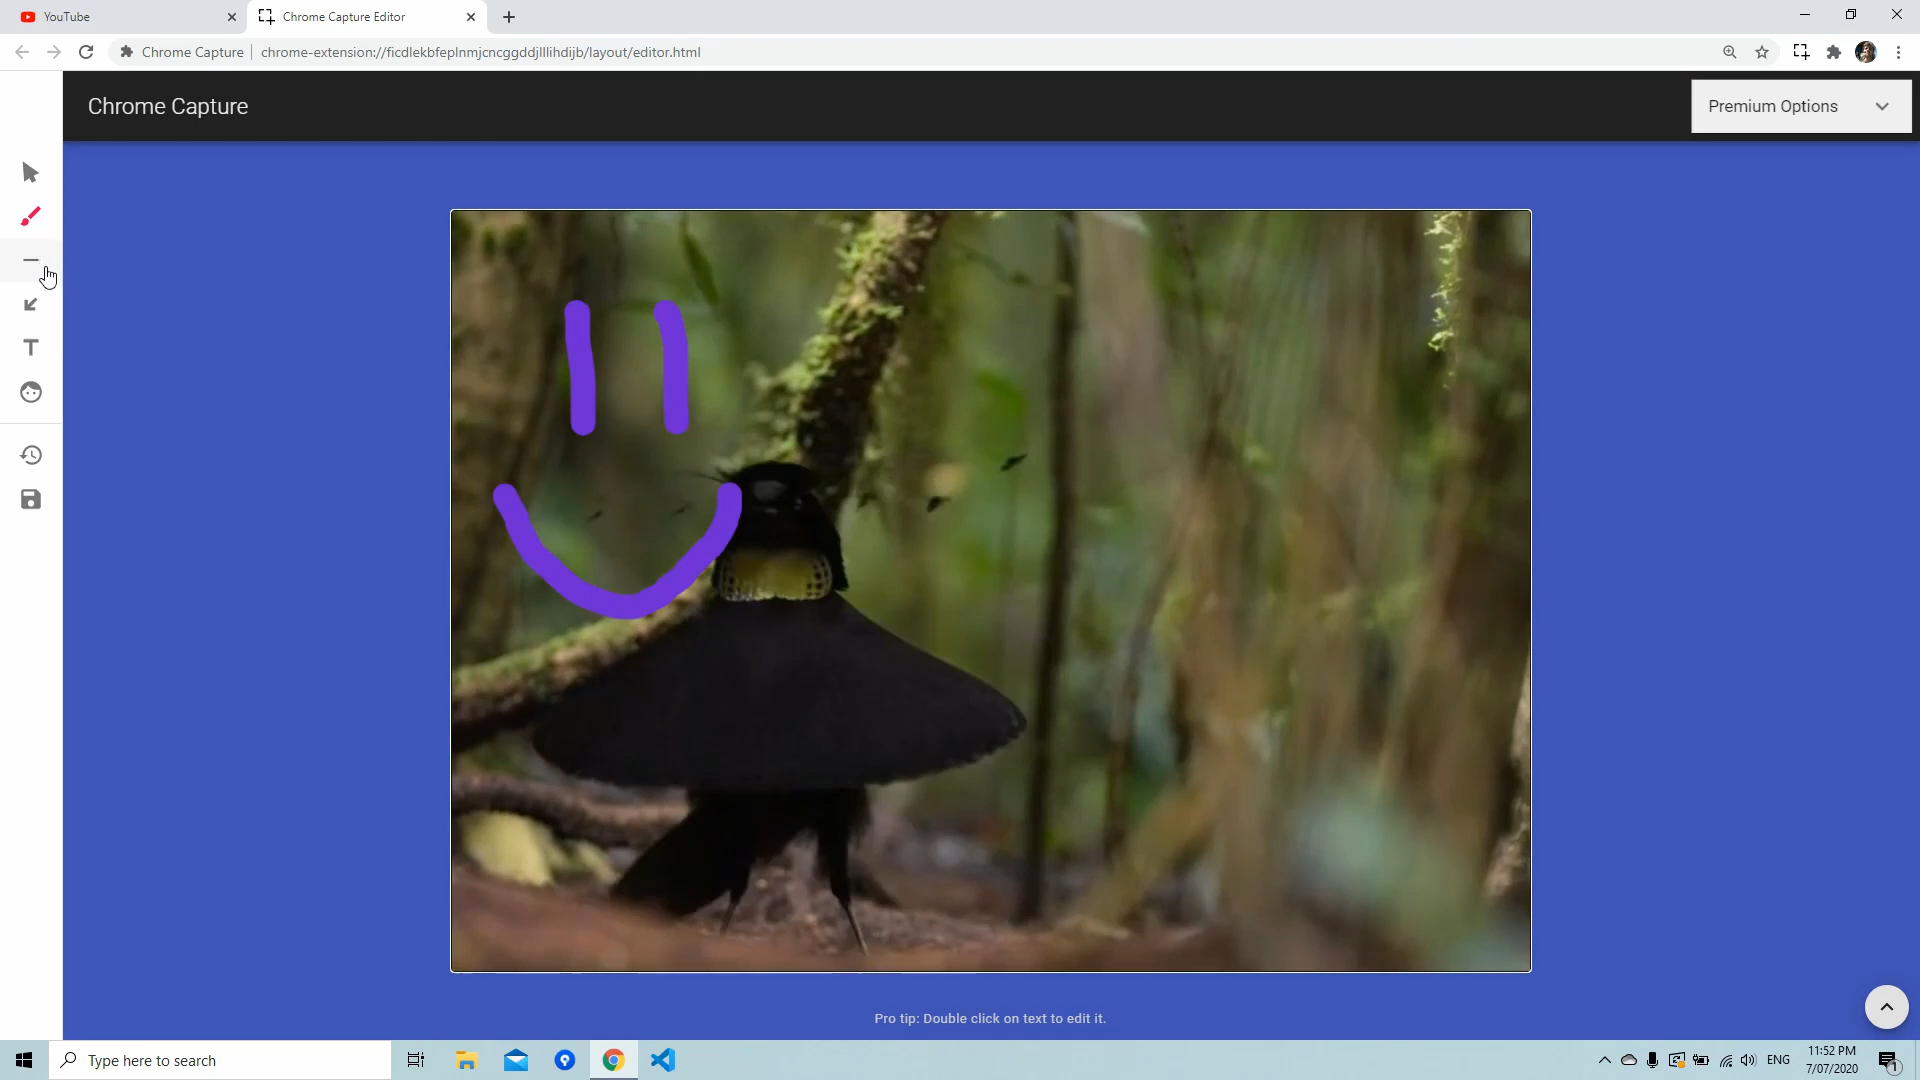 YouTube
Chrome Capture Editor
Chrome Capture
chrome-extension://ficdlekbfeplnmjcncggddjlllihdijb/layout/editor.html
Chrome Capture
Premium Options
T
Pro tip: Double click on text to edit it.
Type here to search
ENG
11:52 PM
7/07/2020
1